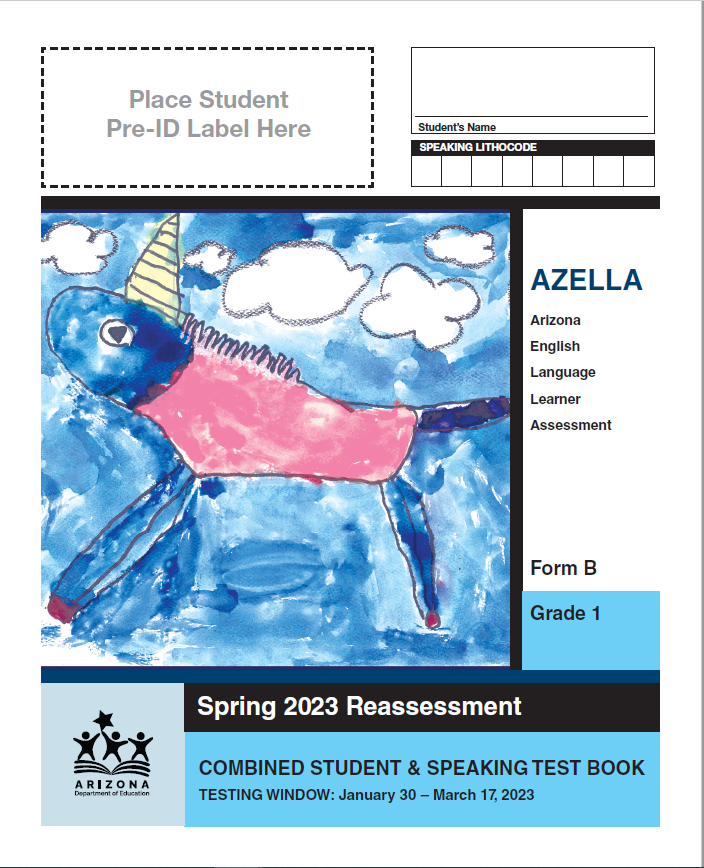 Place Student
Pre-ID Label Here
Student's Name
SPEAKING LITHOCODE
AZELLA
Arizona
English
Language
Learner
Assessment
Form B
Grade 1
Spring 2023 Reassessment
ARIZONA
Department of Education
COMBINED STUDENT & SPEAKING TEST BOOK
TESTING WINDOW: January 30 – March 17, 2023